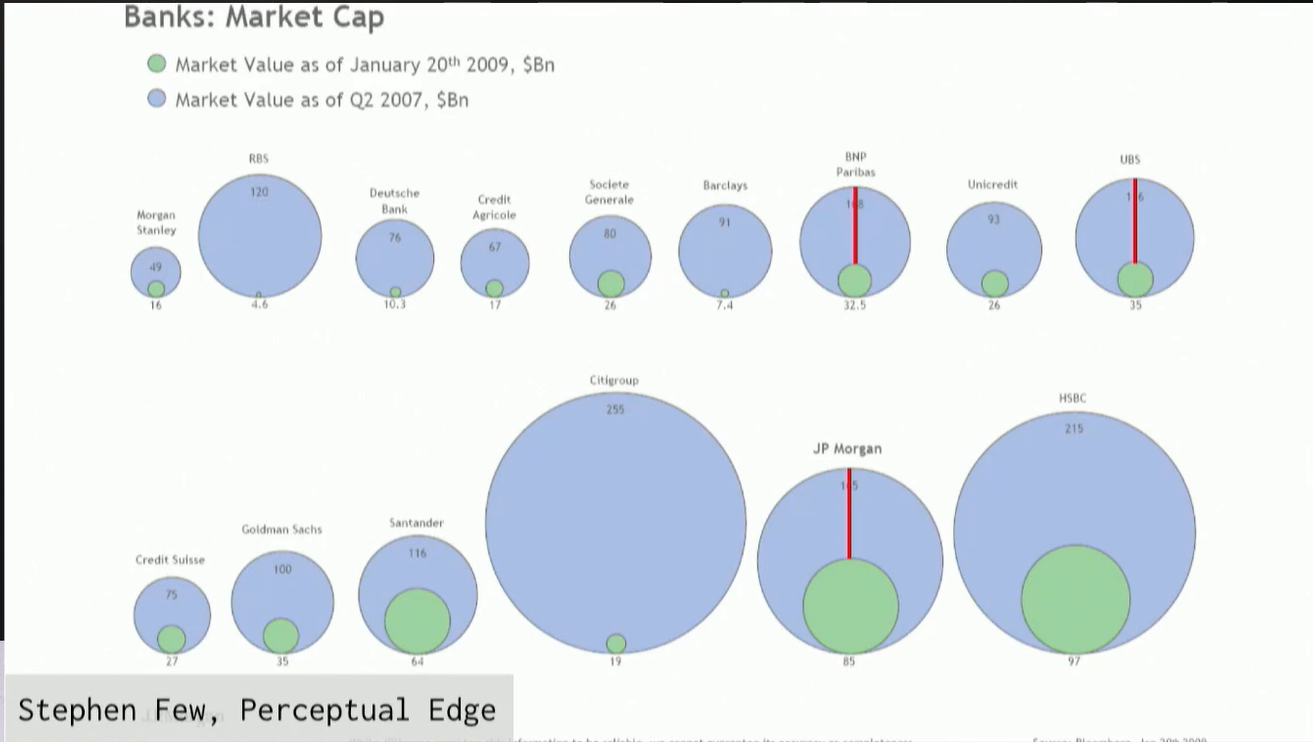 Banks: Market Cap
Market Value as of January 20th 2009, $Bn
Market Value as of Q2 2007, $Bn
RBS
120
4.6
Morgan
Stanley
49
16
Deutsche
Bank
76
10.3
Credit
Agricole
67
17
Societe
Generale
80
26
Barclays
91
7.4
BNP
Paribas
32.5
Unicredit
93
26
UBS
35
Credit Suisse
75
27
Goldman Sachs
100
35
Santander
116
64
Citigroup
255
19
JP Morgan
85
HSBC
215
97
Stephen Few, Perceptual Edge